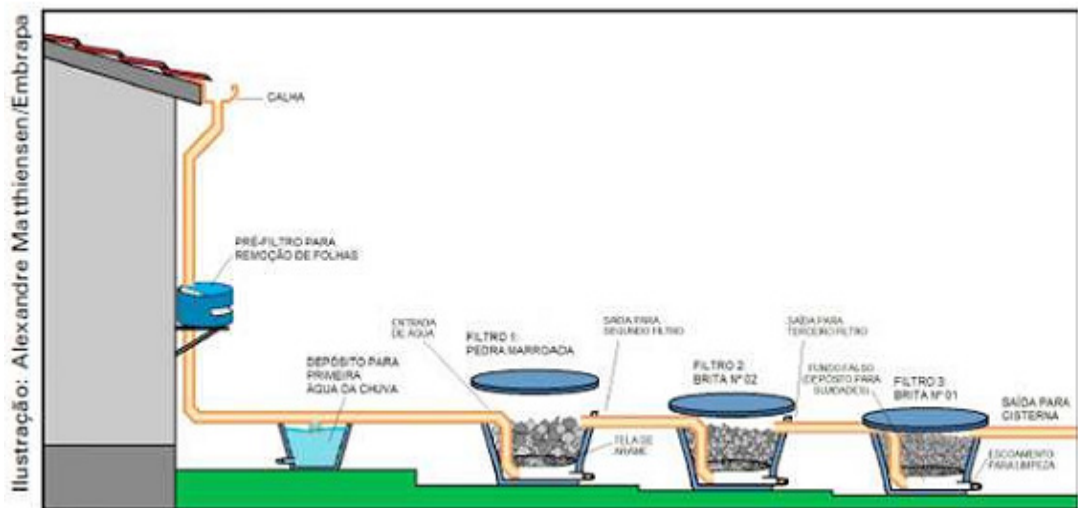 Ilustração: Alexandre Matthiensen/Embrapa
CALHA
PRÉ-FILTRO PARA
REMOÇÃO DE FOLHAS
DEPÓSITO PARA
PRIMEIRA
ÁGUA DA CHUVA
ENTRADA
DE ÁGUA
FILTRO 1:
PEDRA MARROADA
SAÍDA PARA
SEGUNDO FILTRO
TELA DE
ARAME
FILTRO 2:
BRITA Nº 02
SAÍDA PARA
TERCEIRO FILTRO
FUNDO FALSO
(DEPÓSITO PARA
FILTRO 3:
BRITA Nº 01
SAÍDA PARA
CISTERNA
ESCOAMENTO
PARA LIMPEZA